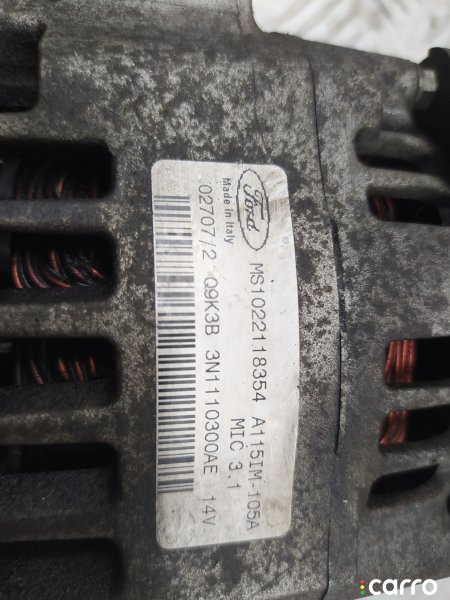 Ford
Made in Italy
MS1022118354 A115IM-105A
MIC 3.1
02707/2 Q9K3B 3N1110300AE 14V.
carro